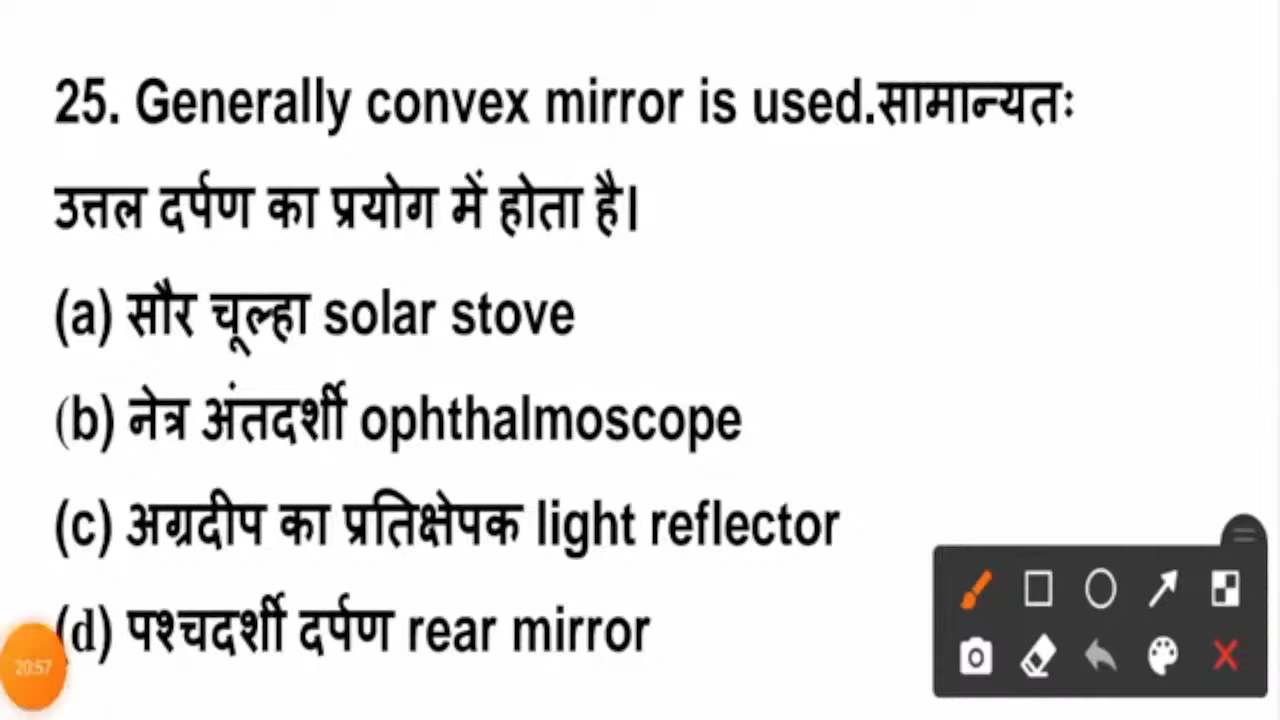 25. Generally convex mirror is used.सामान्यतः
उत्तल दर्पण का प्रयोग में होता है।
(a) सौर चूल्हा solar stove
(b) नेत्र अंतदर्शी ophthalmoscope
(c) अग्रदीप का प्रतिक्षेपक light reflector
(d) पश्चदर्शी दर्पण rear mirror
20:57